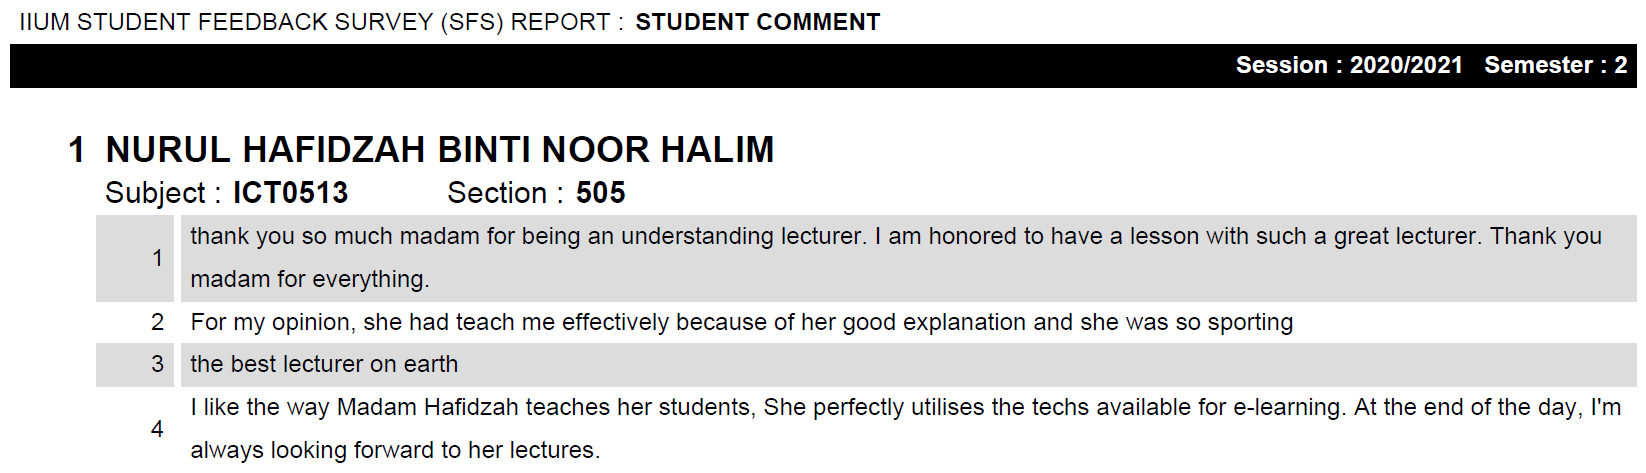 IIUM STUDENT FEEDBACK SURVEY (SFS) REPORT : STUDENT COMMENT
Session : 2020/2021 Semester : 2
1 NURUL HAFIDZAH BINTI NOOR HALIM
Subject : ICT0513 Section : 505
thank you so much madam for being an understanding lecturer. I am honored to have a lesson with such a great lecturer. Thank you
1
madam for everything.
2 For my opinion, she had teach me effectively because of her good explanation and she was so sporting
3 the best lecturer on earth
I like the way Madam Hafidzah teaches her students, She perfectly utilises the techs available for e-learning. At the end of the day, I'm
4
always looking forward to her lectures.